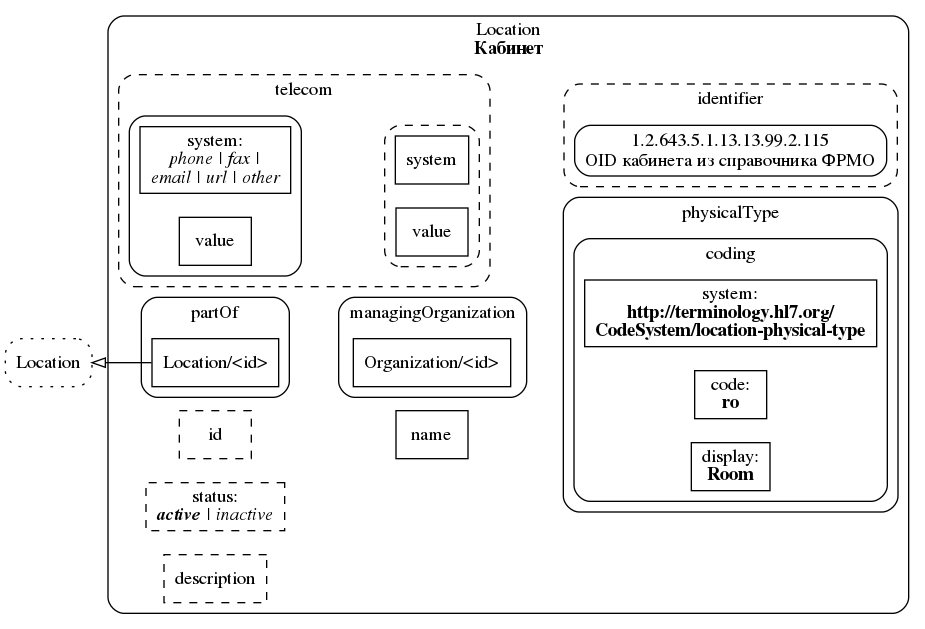 Location
Кабинет
telecom
system:
phone | fax |
email | url | other
value
system
value
identifier
1.2.643.5.1.13.13.99.2.115
OID кабинета из справочника ФРМО
physicalType
coding
system:
http://terminology.hl7.org/
CodeSystem/location-physical-type
code:
ro
display:
Room
partOf
Location/<id>
Location
managingOrganization
Organization/<id>
id
name
status:
active | inactive
description